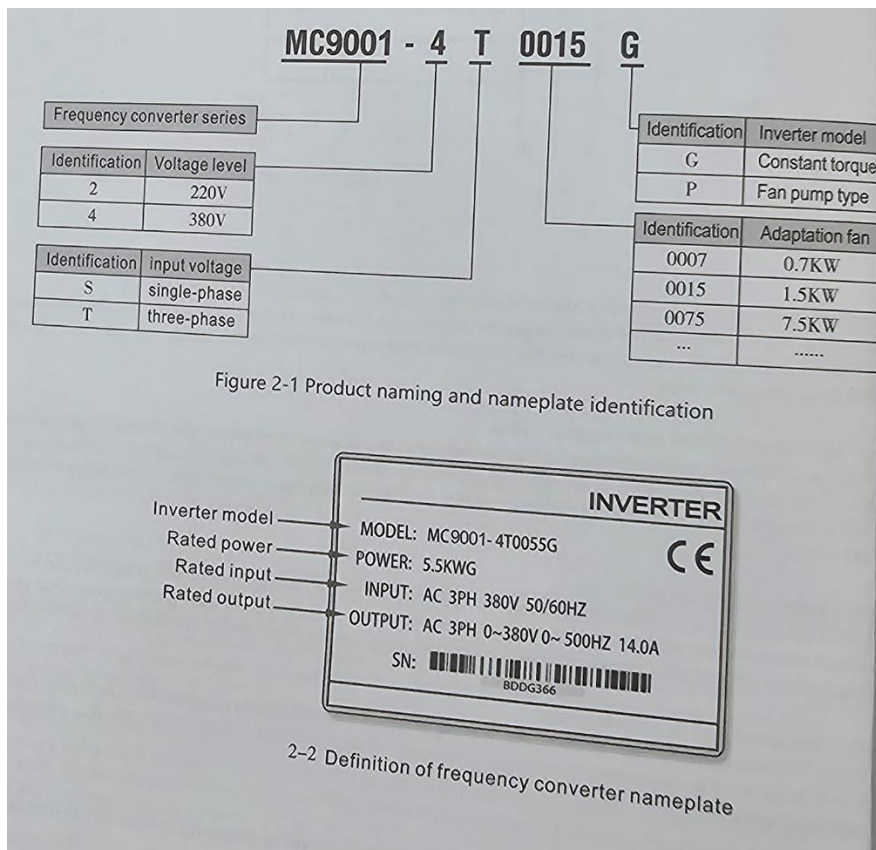 MC9001 - 4 T 0015 G
Frequency converter series
Identification Voltage level
2 220V
4 380V
Identification input voltage
S single-phase
T three-phase
Identification Inverter model
G Constant torque
P Fan pump type
Identification Adaptation fan
0007 0.7KW
0015 1.5KW
0075 7.5KW
... ......
Figure 2-1 Product naming and nameplate identification
Inverter model
Rated power
Rated input
Rated output
INVERTER
CE
MODEL: MC9001-4T0055G
POWER: 5.5KWG
INPUT: AC 3PH 380V 50/60HZ
OUTPUT: AC 3PH 0~380V 0~ 500HZ 14.0A
SN:
BDDG366
2-2 Definition of frequency converter nameplate